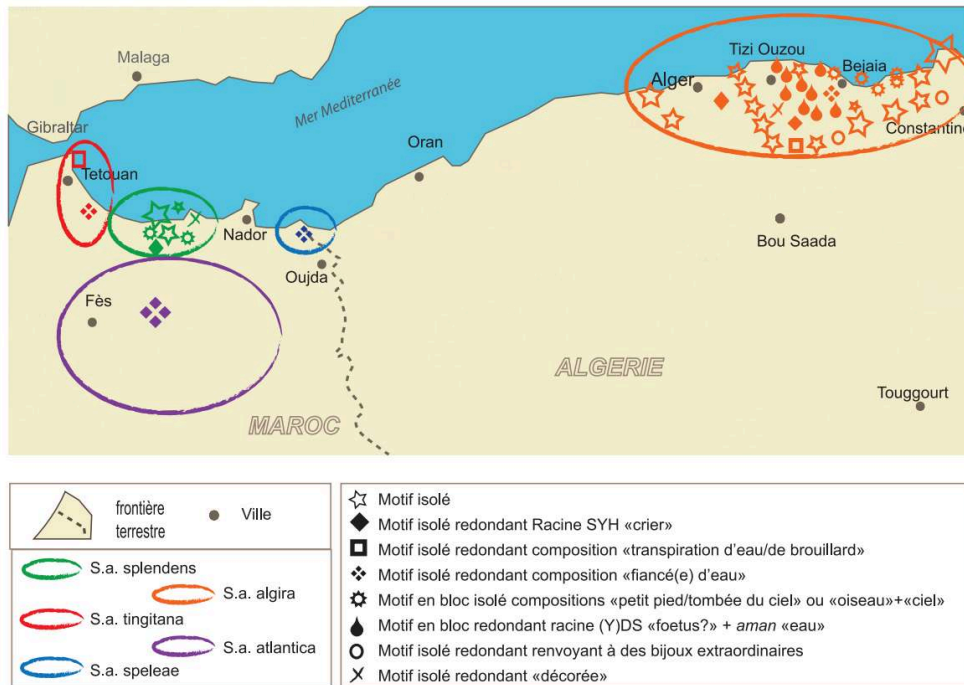 Malaga
Gibraltar
Mer Mediterranée
Tetouan
Nador
Oran
Oujda
Fès
Alger
Tizi Ouzou
Bejaia
Constantine
Bou Saada
Touggourt
ALGERIE
MAROC
frontière
terrestre
Ville
S.a. splendens
S.a. algira
S.a. tingitana
S.a. atlantica
S.a. speleae
Motif isolé
Motif isolé redondant Racine SYH «crier»
Motif isolé redondant composition «transpiration d'eau/de brouillard»
Motif isolé redondant composition «fiancé(e) d'eau»
Motif en bloc isolé compositions «petit pied/tombée du ciel» ou «oiseau»+«ciel»
Motif en bloc redondant racine (Y)DS «foetus?» + aman «eau»
Motif isolé redondant renvoyant à des bijoux extraordinaires
Motif isolé redondant «décorée»